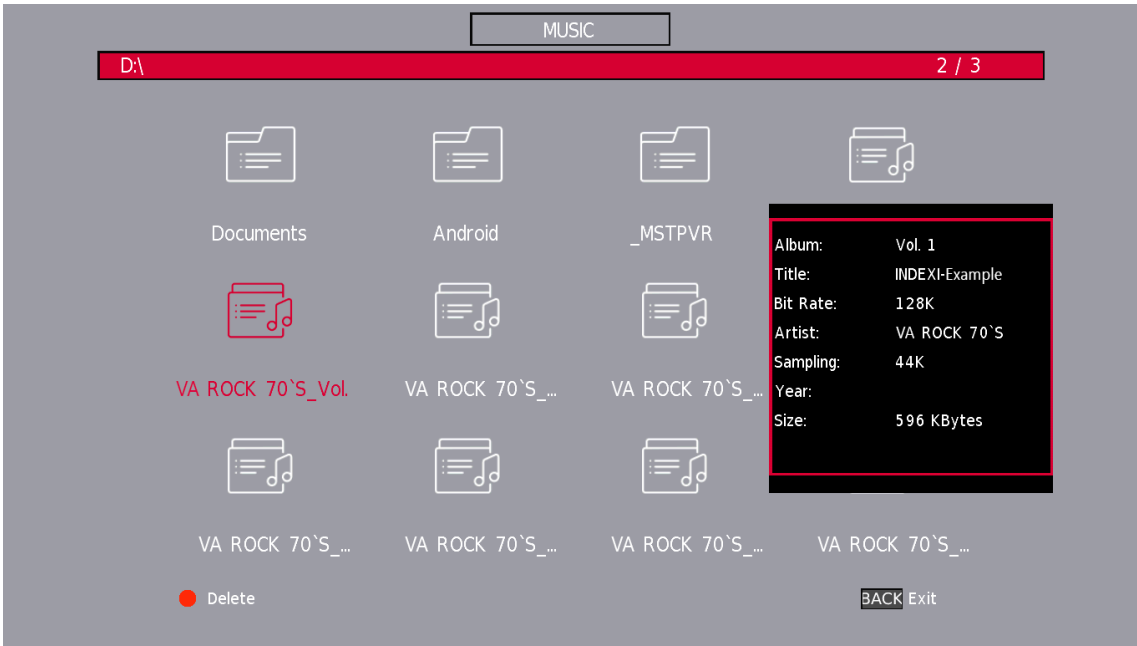 MUSIC
D:\ 2 / 3
Documents Android _MSTPVR
Album: Vol. 1
Title: INDEXI-Example
Bit Rate: 128K
Artist: VA ROCK 70`S
Sampling: 44K
Year:
Size: 596 KBytes
VA ROCK 70`S_Vol. VA ROCK 70`S_... VA ROCK 70`S_...
VA ROCK 70`S_... VA ROCK 70`S_... VA ROCK 70`S_... VA ROCK 70`S_...
Delete BACK Exit